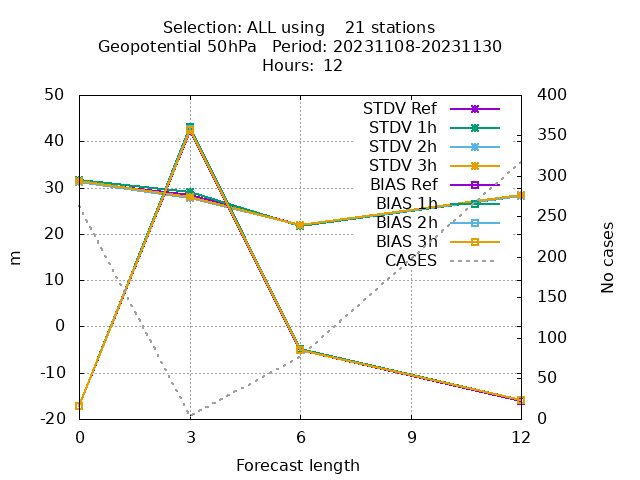 Selection: ALL using    21 stations
Geopotential 50hPa   Period: 20231108-20231130
Hours: 12
50
40
30
20
10
0
-10
-20
m
400
350
300
250
200
150
100
50
0
No cases
STDV Ref
STDV 1h
STDV 2h
STDV 3h
BIAS Ref
BIAS 1h
BIAS 2h
BIAS 3h
CASES
0 3 6 9 12
Forecast length